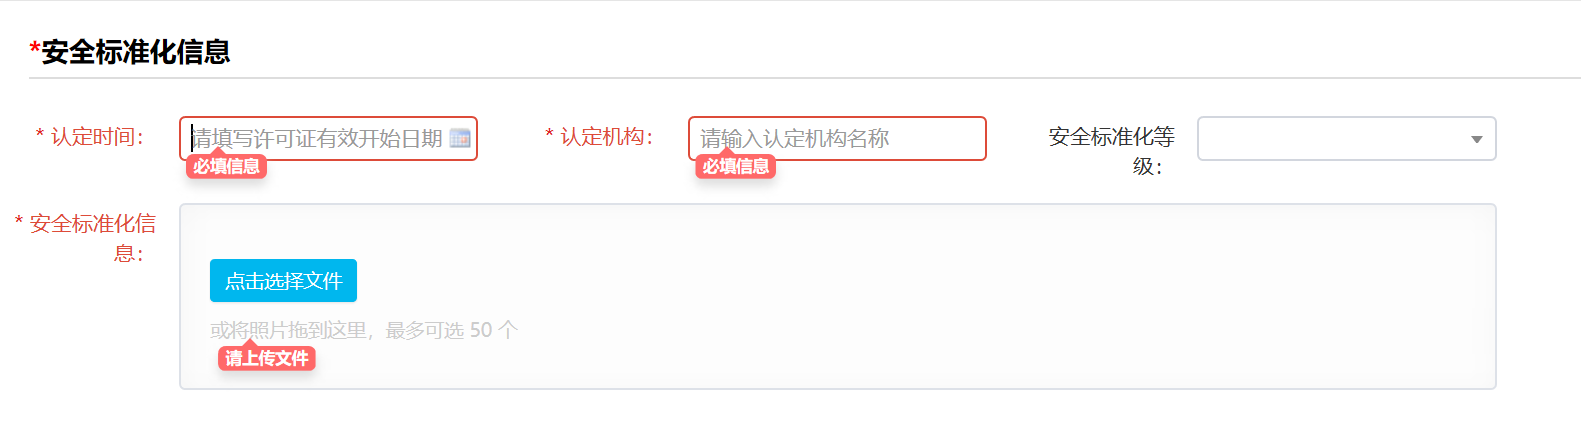 *安全标准化信息
* 认定时间：
请填写许可证有效开始日期
必填信息
* 认定机构：
请输入认定机构名称
必填信息
安全标准化等
级：
* 安全标准化信
息：
点击选择文件
或将照片拖到这里，最多可选 50 个
请上传文件